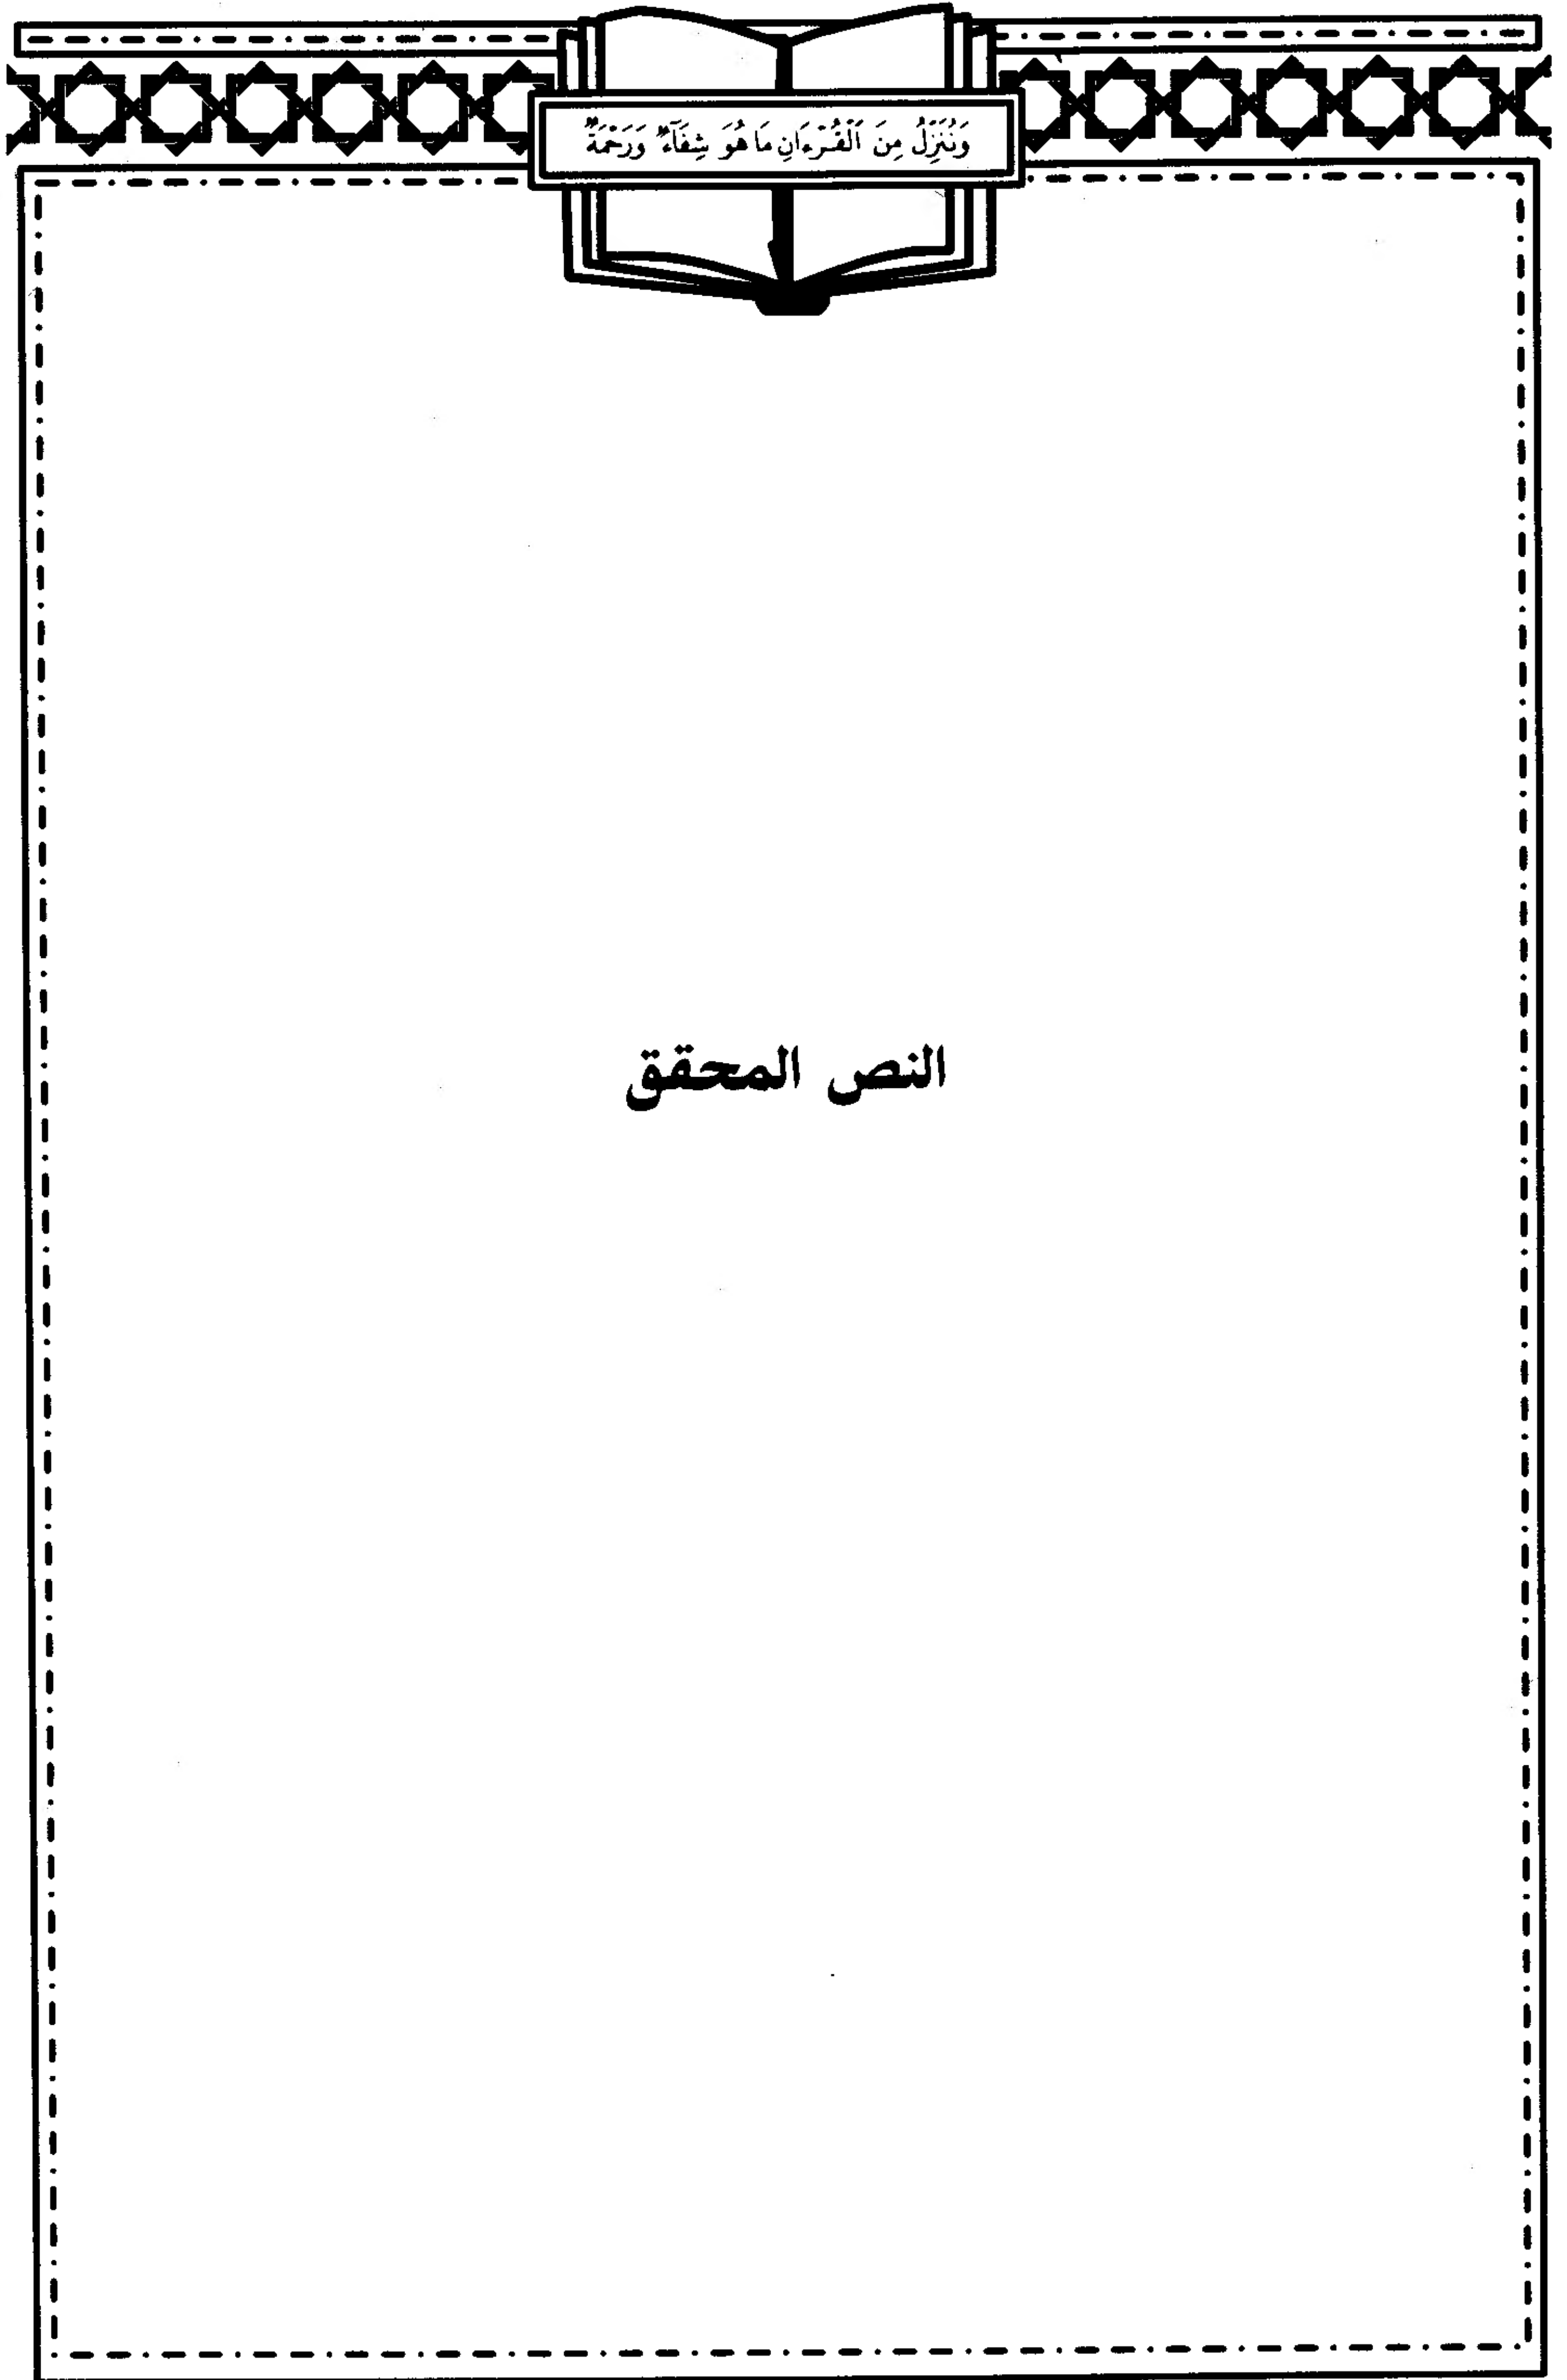 وَنُنَزِّلُ مِنَ ٱلْقُرْءَانِ مَا هُوَ شِفَآءٌ وَرَحْمَةٌ
النص المحقق